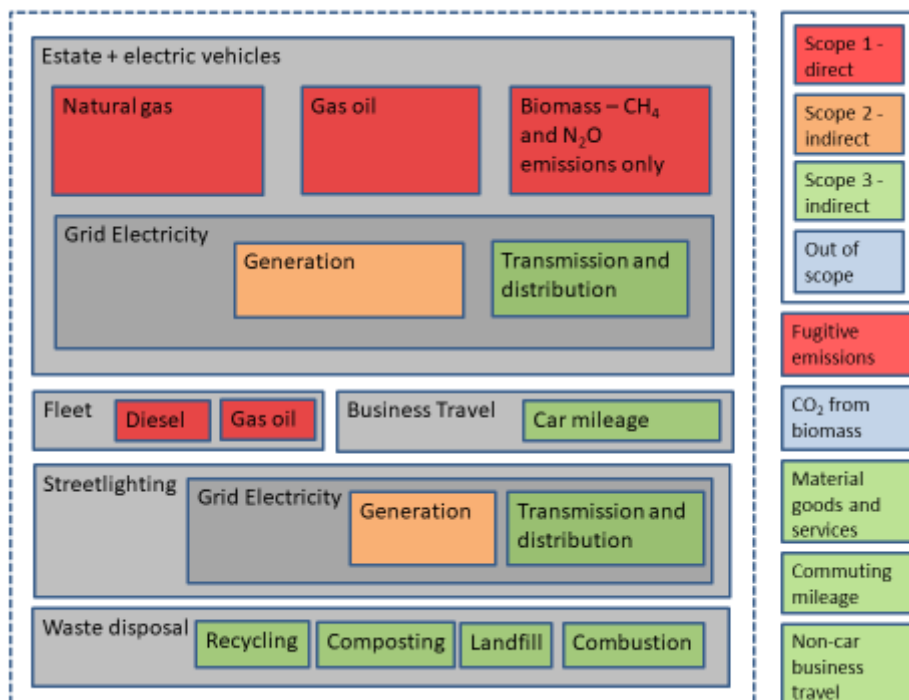 Estate + electric vehicles
Natural gas
Gas oil
Biomass – CH₄
and N₂O
emissions only
Grid Electricity
Generation
Transmission and
distribution
Fleet
Diesel
Gas oil
Business Travel
Car mileage
Streetlighting
Grid Electricity
Generation
Transmission and
distribution
Waste disposal
Recycling
Composting
Landfill
Combustion
Scope 1 -
direct
Scope 2 -
indirect
Scope 3 -
indirect
Out of
scope
Fugitive
emissions
CO₂ from
biomass
Material
goods and
services
Commuting
mileage
Non-car
business
travel